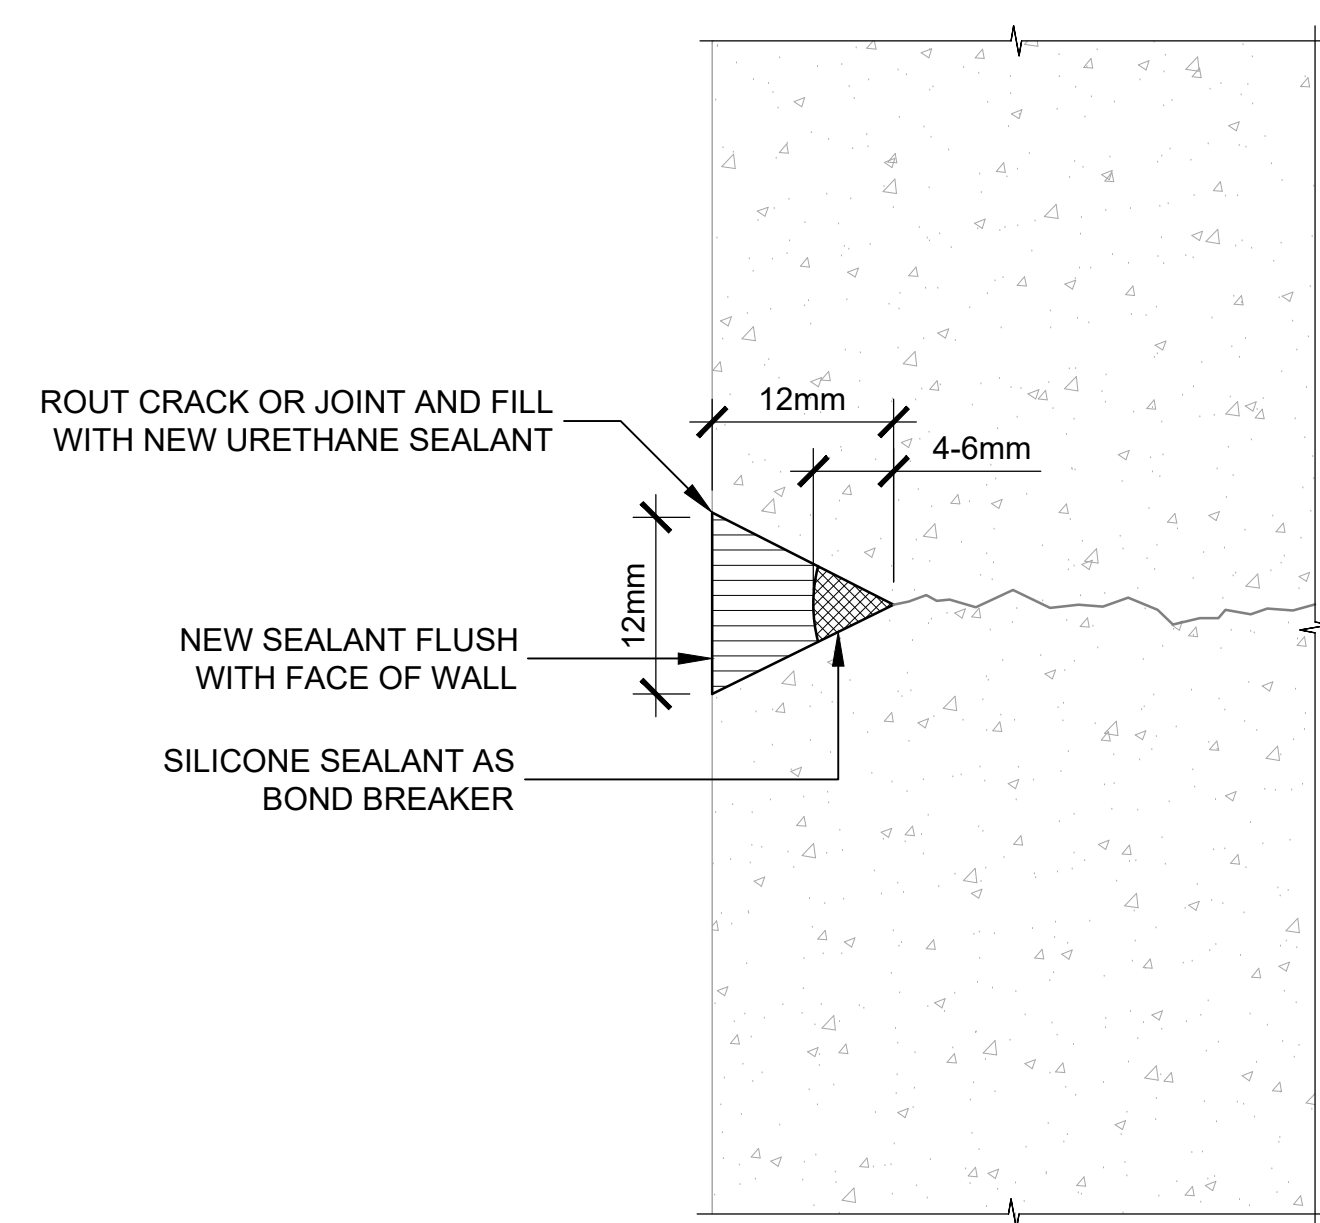 ROUT CRACK OR JOINT AND FILL
WITH NEW URETHANE SEALANT
12mm
4-6mm
12mm
NEW SEALANT FLUSH
WITH FACE OF WALL
SILICONE SEALANT AS
BOND BREAKER